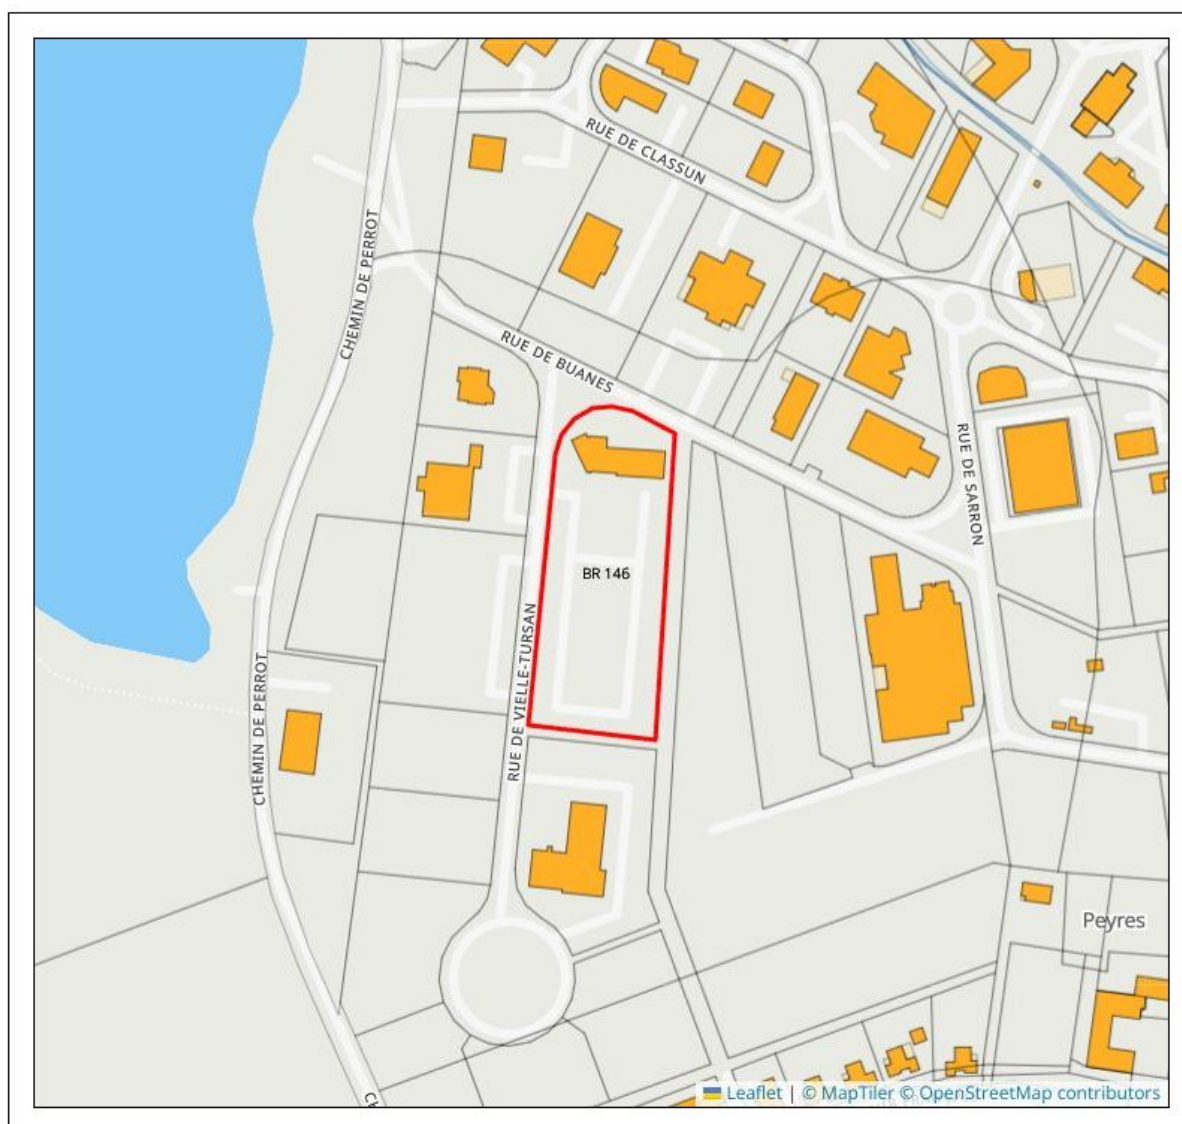 RUE DE CLASSUN
CHEMIN DE PERROT
RUE DE BUANES
RUE DE SARRON
BR 146
RUE DE VIELLE-TURSAN
CHEMIN DE PERROT
Peyres
Leaflet | © MapTiler © OpenStreetMap contributors